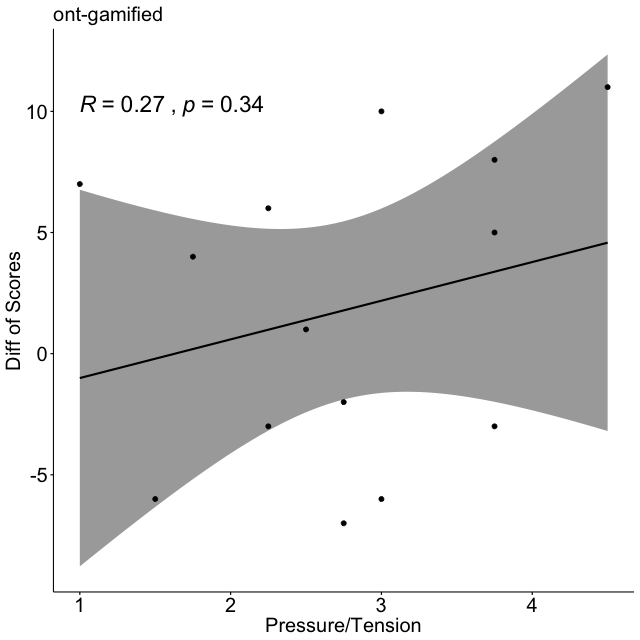 ont-gamified
R = 0.27 , p = 0.34
10
5
0
-5
Diff of Scores
1 2 3 4
Pressure/Tension